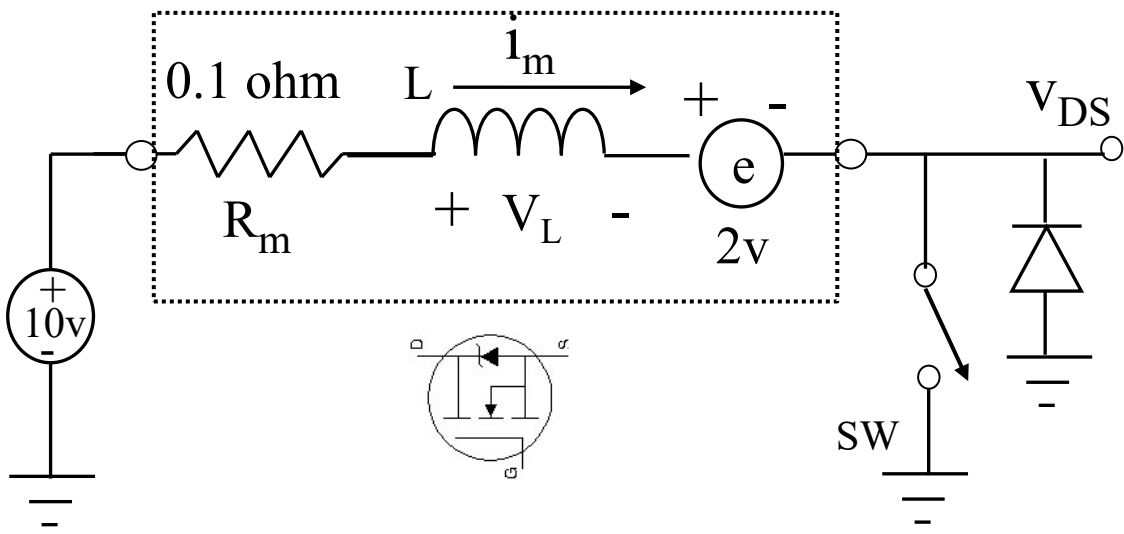 0.1 ohm
L
i_m
+ -
v_DS
R_m
+ V_L -
e
2v
+
10v
-
D
S
G
SW